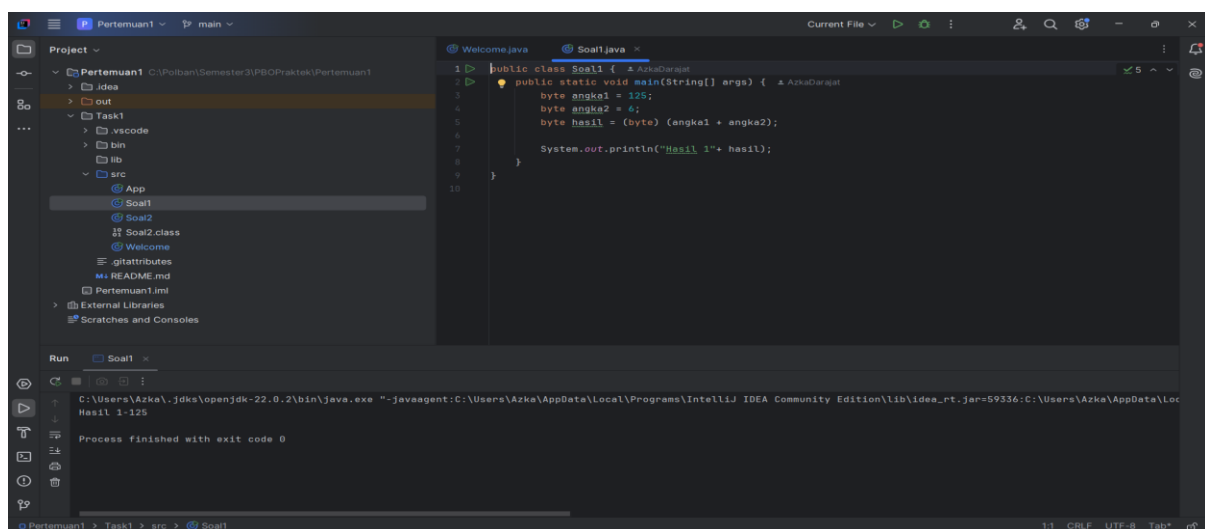 P Pertemuan1 main Current File
Project
Pertemuan1 C:\Polban\Semester3\PBOPraktek\Pertemuan1
.idea
out
Task1
.vscode
bin
lib
src
App
Soal1
Soal2
Soal2.class
Welcome
.gitattributes
README.md
Pertemuan1.iml
External Libraries
Scratches and Consoles
Welcome.java Soal1.java
5
1 public class Soal1 { AzkaDarajat
2 public static void main(String[] args) { AzkaDarajat
3 byte angka1 = 125;
4 byte angka2 = 6;
5 byte hasil = (byte) (angka1 + angka2);
6
7 System.out.println("Hasil 1"+ hasil);
8 }
9 }
10
Run Soal1
C:\Users\Azka\.jdks\openjdk-22.0.2\bin\java.exe "-javaagent:C:\Users\Azka\AppData\Local\Programs\IntelliJ IDEA Community Edition\lib\idea_rt.jar=59336:C:\Users\Azka\AppData\Loc
Hasil 1-125
Process finished with exit code 0
Pertemuan1 > Task1 > src > Soal1 1:1 CRLF UTF-8 Tab*